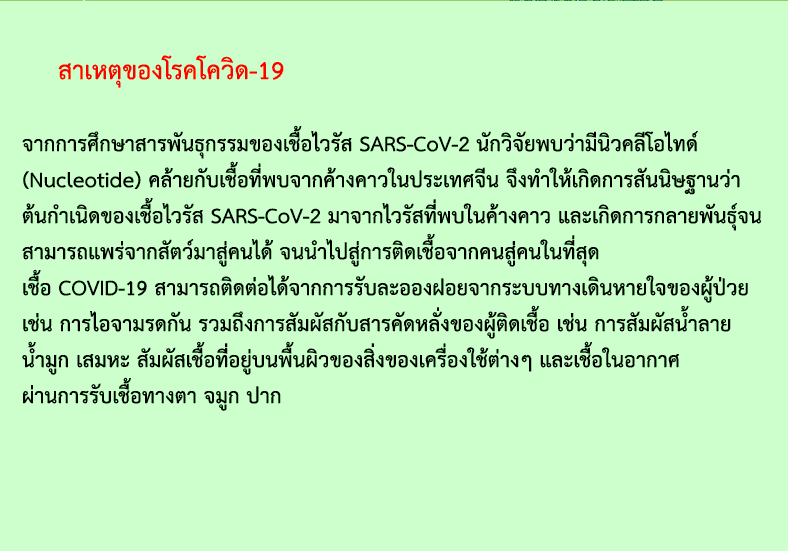 สาเหตุของโรคโควิด-19
จากการศึกษาสารพันธุกรรมของเชื้อไวรัส SARS-CoV-2 นักวิจัยพบว่ามีนิวคลีโอไทด์
(Nucleotide) คล้ายกับเชื้อที่พบจากค้างคาวในประเทศจีน จึงทำให้เกิดการสันนิษฐานว่า
ต้นกำเนิดของเชื้อไวรัส SARS-CoV-2 มาจากไวรัสที่พบในค้างคาว และเกิดการกลายพันธุ์จน
สามารถแพร่จากสัตว์มาสู่คนได้ จนนำไปสู่การติดเชื้อจากคนสู่คนในที่สุด
เชื้อ COVID-19 สามารถติดต่อได้จากการรับละอองฝอยจากระบบทางเดินหายใจของผู้ป่วย
เช่น การไอจามรดกัน รวมถึงการสัมผัสกับสารคัดหลั่งของผู้ติดเชื้อ เช่น การสัมผัสน้ำลาย
น้ำมูก เสมหะ สัมผัสเชื้อที่อยู่บนพื้นผิวของสิ่งของเครื่องใช้ต่างๆ และเชื้อในอากาศ
ผ่านการรับเชื้อทางตา จมูก ปาก